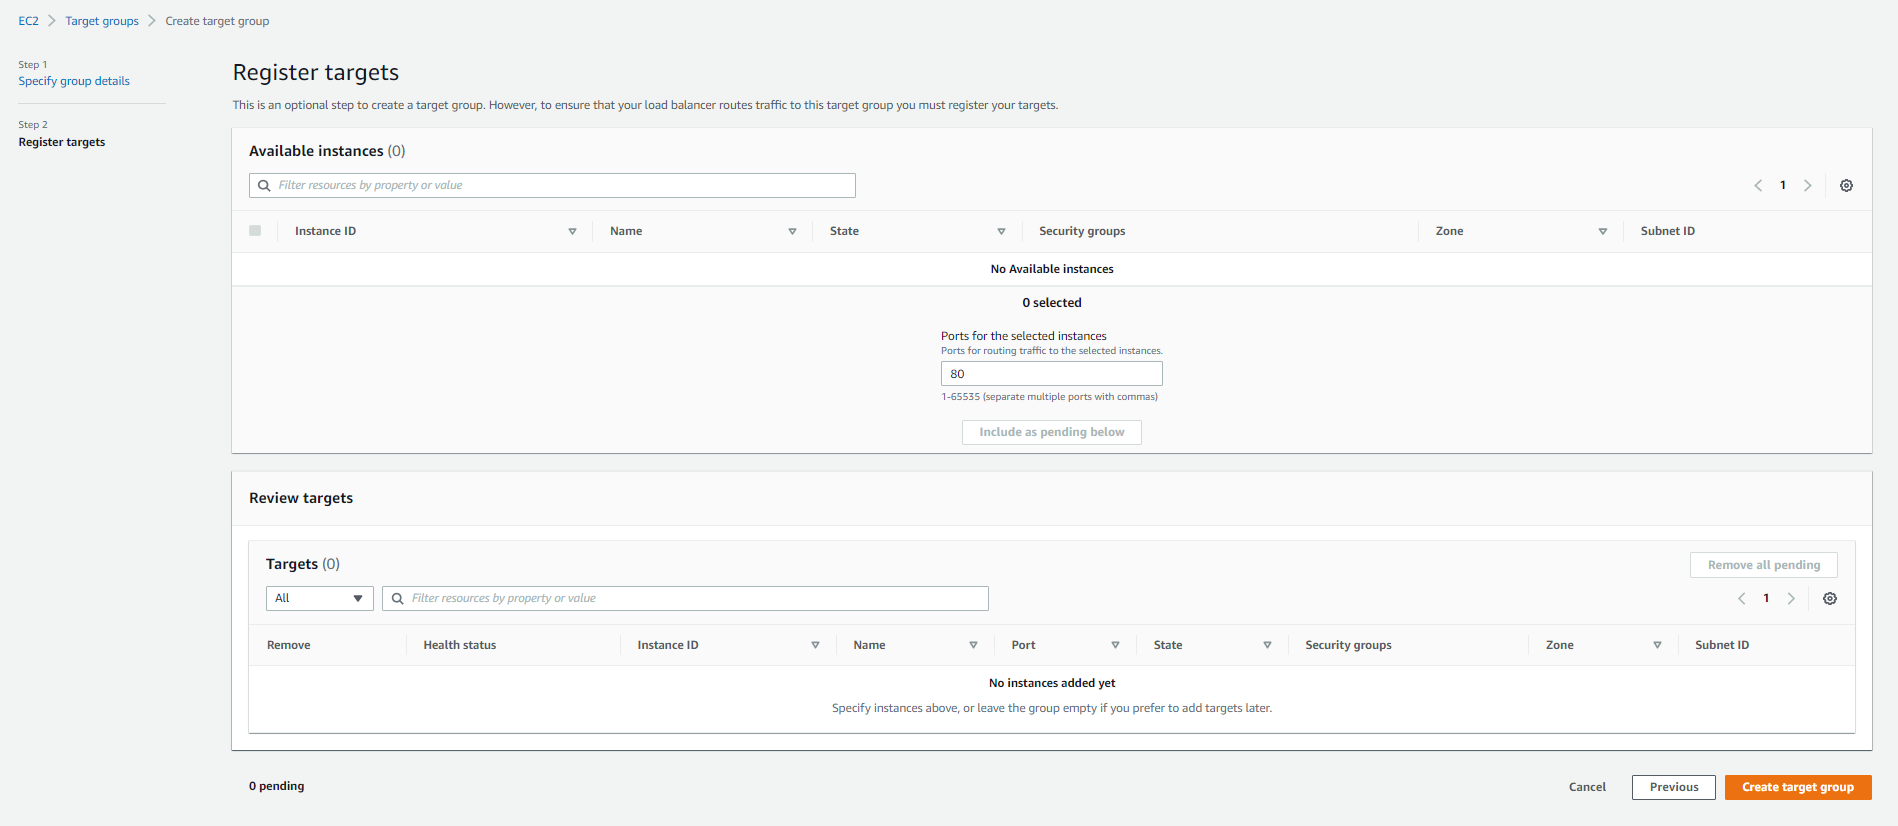 EC2 > Target groups > Create target group
Step 1
Specify group details
Step 2
Register targets
Register targets
This is an optional step to create a target group. However, to ensure that your load balancer routes traffic to this target group you must register your targets.
Available instances (0)
Filter resources by property or value
1
Instance ID Name State Security groups Zone Subnet ID
No Available instances
0 selected
Ports for the selected instances
Ports for routing traffic to the selected instances.
80
1-65535 (separate multiple ports with commas)
Include as pending below
Review targets
Targets (0)
Remove all pending
All
Filter resources by property or value
1
Remove Health status Instance ID Name Port State Security groups Zone Subnet ID
No instances added yet
Specify instances above, or leave the group empty if you prefer to add targets later.
0 pending
Cancel Previous Create target group